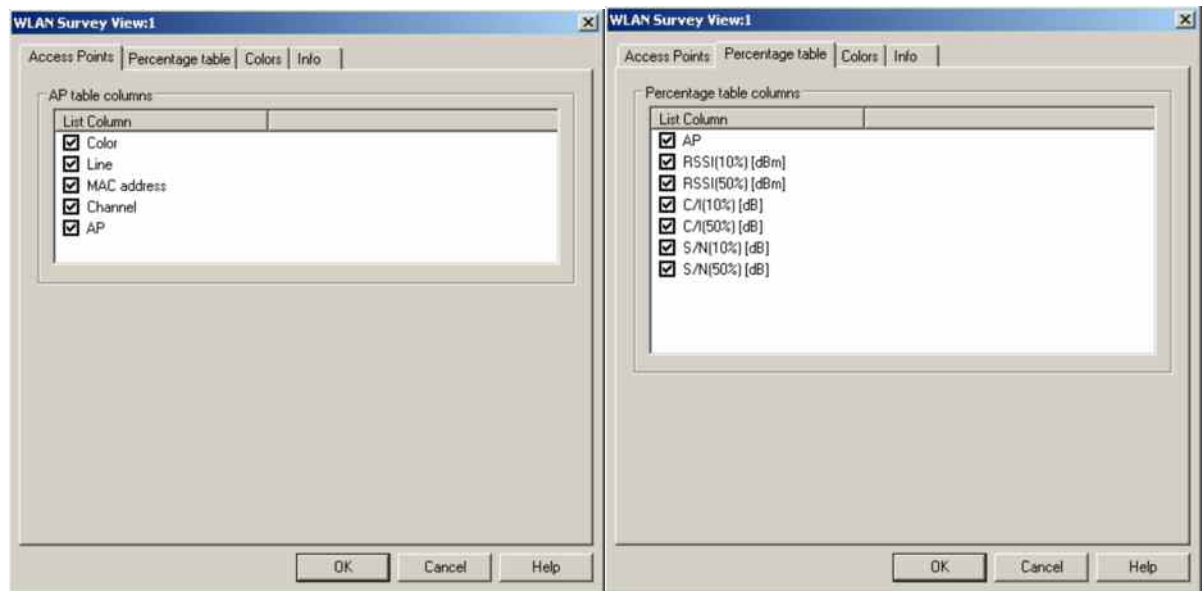 WLAN Survey View:1
Access Points Percentage table Colors Info
AP table columns
List Column
Color
Line
MAC address
Channel
AP
OK Cancel Help
WLAN Survey View:1
Access Points Percentage table Colors Info
Percentage table columns
List Column
AP
RSSI(10%) [dBm]
RSSI(50%) [dBm]
C/I(10%) [dB]
C/I(50%) [dB]
S/N(10%) [dB]
S/N(50%) [dB]
OK Cancel Help